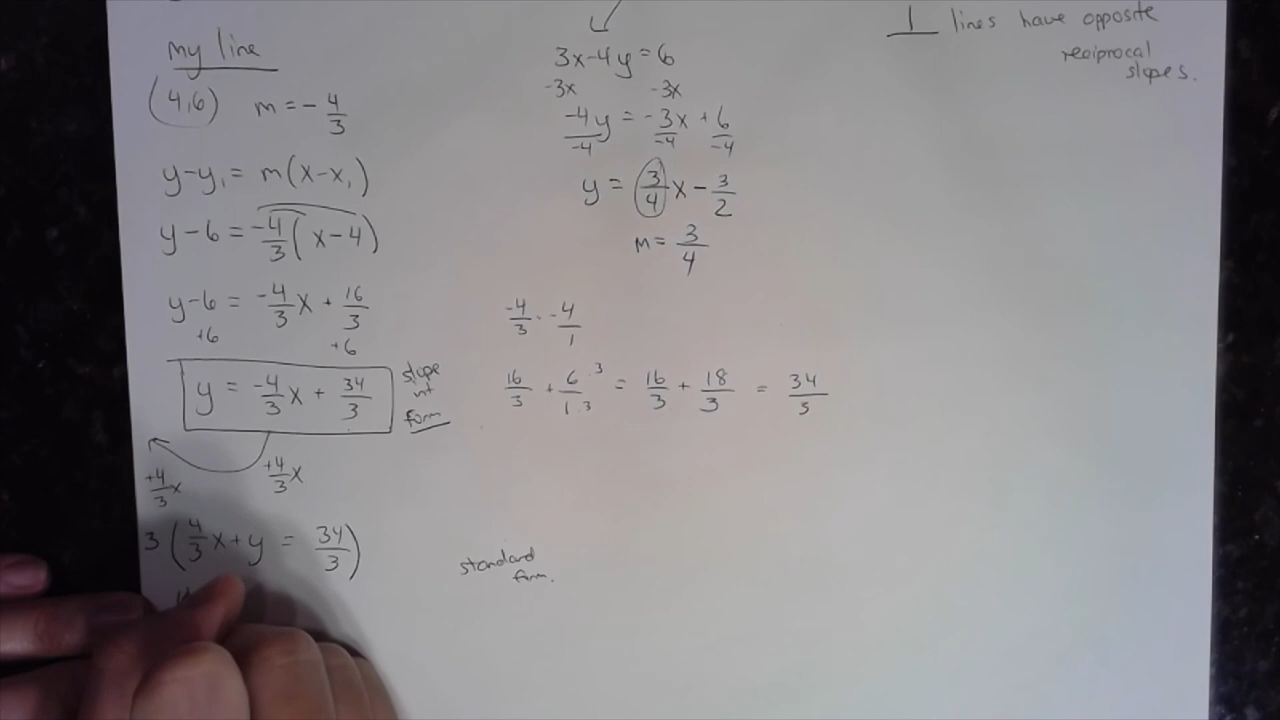 my line
(4,6) m = -4/3
y-y₁ = m(x-x₁)
y-6 = -4/3(x-4)
y-6 = -4/3x + 16/3
+6 +6
y = -4/3x + 34/3
slope
int
form
+4/3x +4/3x
3(4/3x+y = 34/3)
3x-4y=6
-3x -3x
-4y/-4 = -3x/-4 + 6/-4
y = 3/4x - 3/2
m = 3/4
-4/3 · -4/1
16/3 + 6/1 ·3/·3 = 16/3 + 18/3 = 34/3
standard
form.
⊥ lines have opposite
reciprocal
slopes.